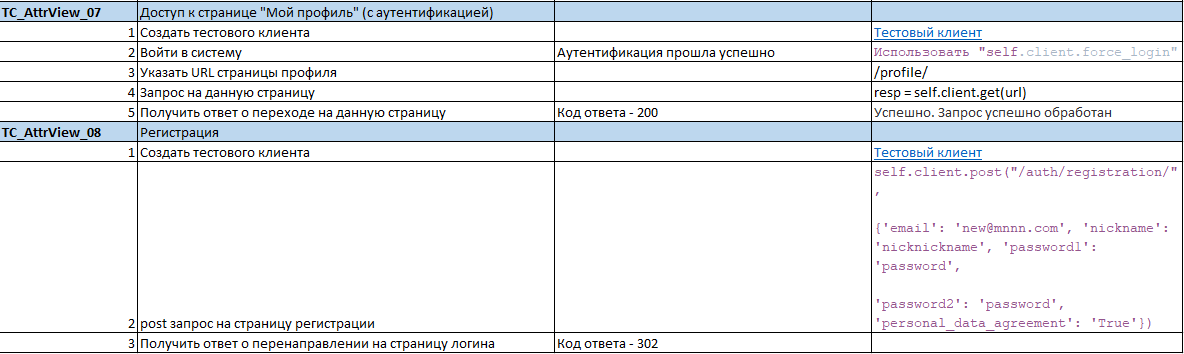 TC_AttrView_07 Доступ к странице "Мой профиль" (с аутентификацией)
1 Создать тестового клиента Тестовый клиент
2 Войти в систему Аутентификация прошла успешно Использовать "self.client.force_login"
3 Указать URL страницы профиля /profile/
4 Запрос на данную страницу resp = self.client.get(url)
5 Получить ответ о переходе на данную страницу Код ответа - 200 Успешно. Запрос успешно обработан
TC_AttrView_08 Регистрация
1 Создать тестового клиента Тестовый клиент
self.client.post("/auth/registration/"
,
{'email': 'new@mnnn.com', 'nickname':
'nicknickname', 'password1':
'password',
'password2': 'password',
2 post запрос на страницу регистрации 'personal_data_agreement': 'True'})
3 Получить ответ о перенаправлении на страницу логина Код ответа - 302